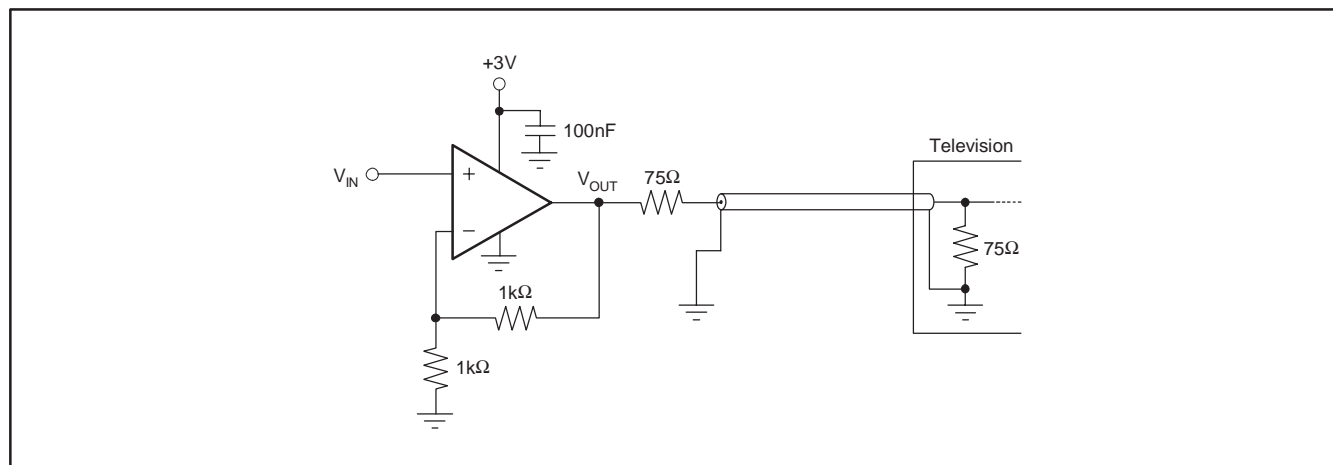 +3V
100nF
Television
V_IN
+
−
V_OUT
75Ω
75Ω
1kΩ
1kΩ